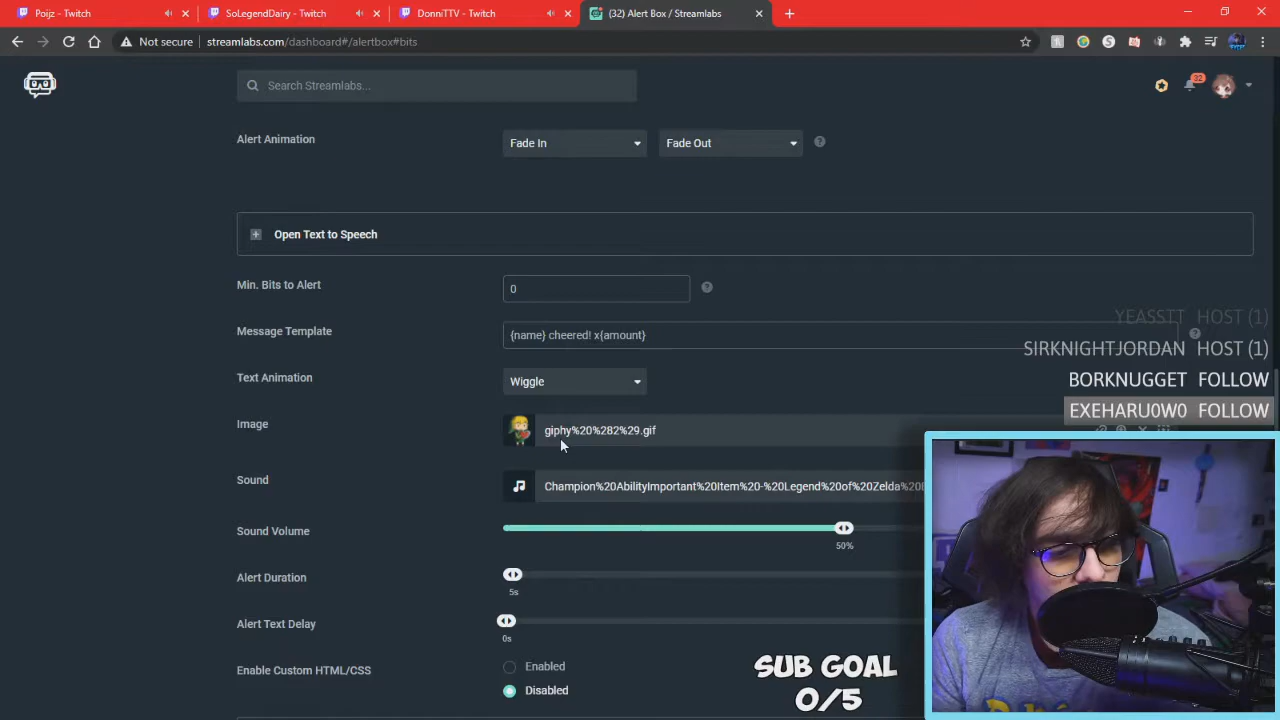 Poijz - Twitch
SoLegendDairy - Twitch
DonniTTV - Twitch
(32) Alert Box / Streamlabs
Not secure
streamlabs.com/dashboard#/alertbox#bits
Search Streamlabs...
32
Alert Animation
Fade In
Fade Out
Open Text to Speech
Min. Bits to Alert
0
Message Template
{name} cheered! x{amount}
Text Animation
Wiggle
Image
giphy%20%282%29.gif
Sound
Champion%20AbilityImportant%20Item%20-%20Legend%20of%20Zelda%20
Sound Volume
50%
Alert Duration
5s
Alert Text Delay
0s
Enable Custom HTML/CSS
Enabled
Disabled
YEASSTT HOST (1)
SIRKNIGHTJORDAN HOST (1)
BORKNUGGET FOLLOW
EXEHARU0W0 FOLLOW
SUB GOAL
0/5